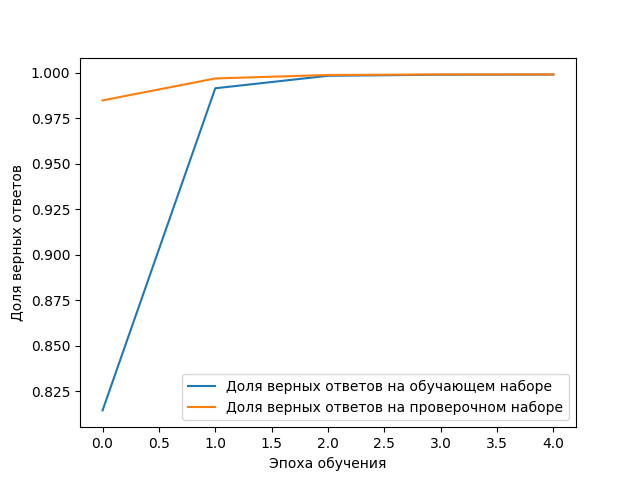 1.000
0.975
0.950
0.925
0.900
0.875
0.850
0.825
Доля верных ответов
Доля верных ответов на обучающем наборе
Доля верных ответов на проверочном наборе
0.0 0.5 1.0 1.5 2.0 2.5 3.0 3.5 4.0
Эпоха обучения